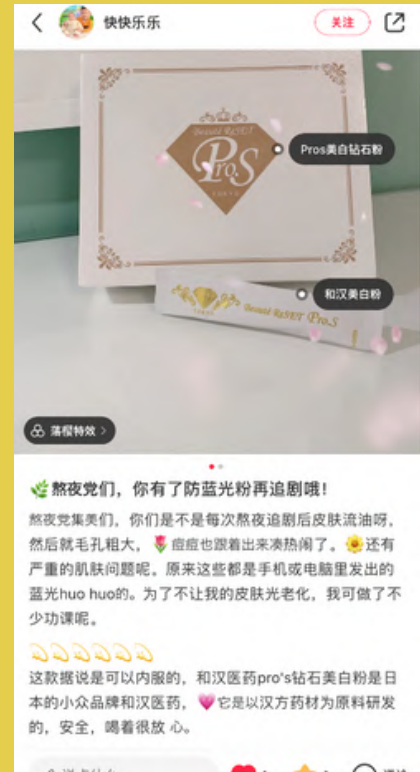 快快乐乐
关注
Beauté ReSET
Pro.S
TOKYO
Pros美白钻石粉
和汉美白粉
Beauté ReSET Pro.S
落樱特效 >
熬夜党们，你有了防蓝光粉再追剧哦！
熬夜党集美们，你们是不是每次熬夜追剧后皮肤流油呀，
然后就毛孔粗大，🌷痘痘也跟着出来凑热闹了。🌼还有
严重的肌肤问题呢。原来这些都是手机或电脑里发出的
蓝光huo huo的。为了不让我的皮肤光老化，我可做了不
少功课呢。
💫💫💫💫💫💫
这款据说是可以内服的，和汉医药pro's钻石美白粉是日
本的小众品牌和汉医药，💗它是以汉方药材为原料研发
的，安全，喝着很放 心。